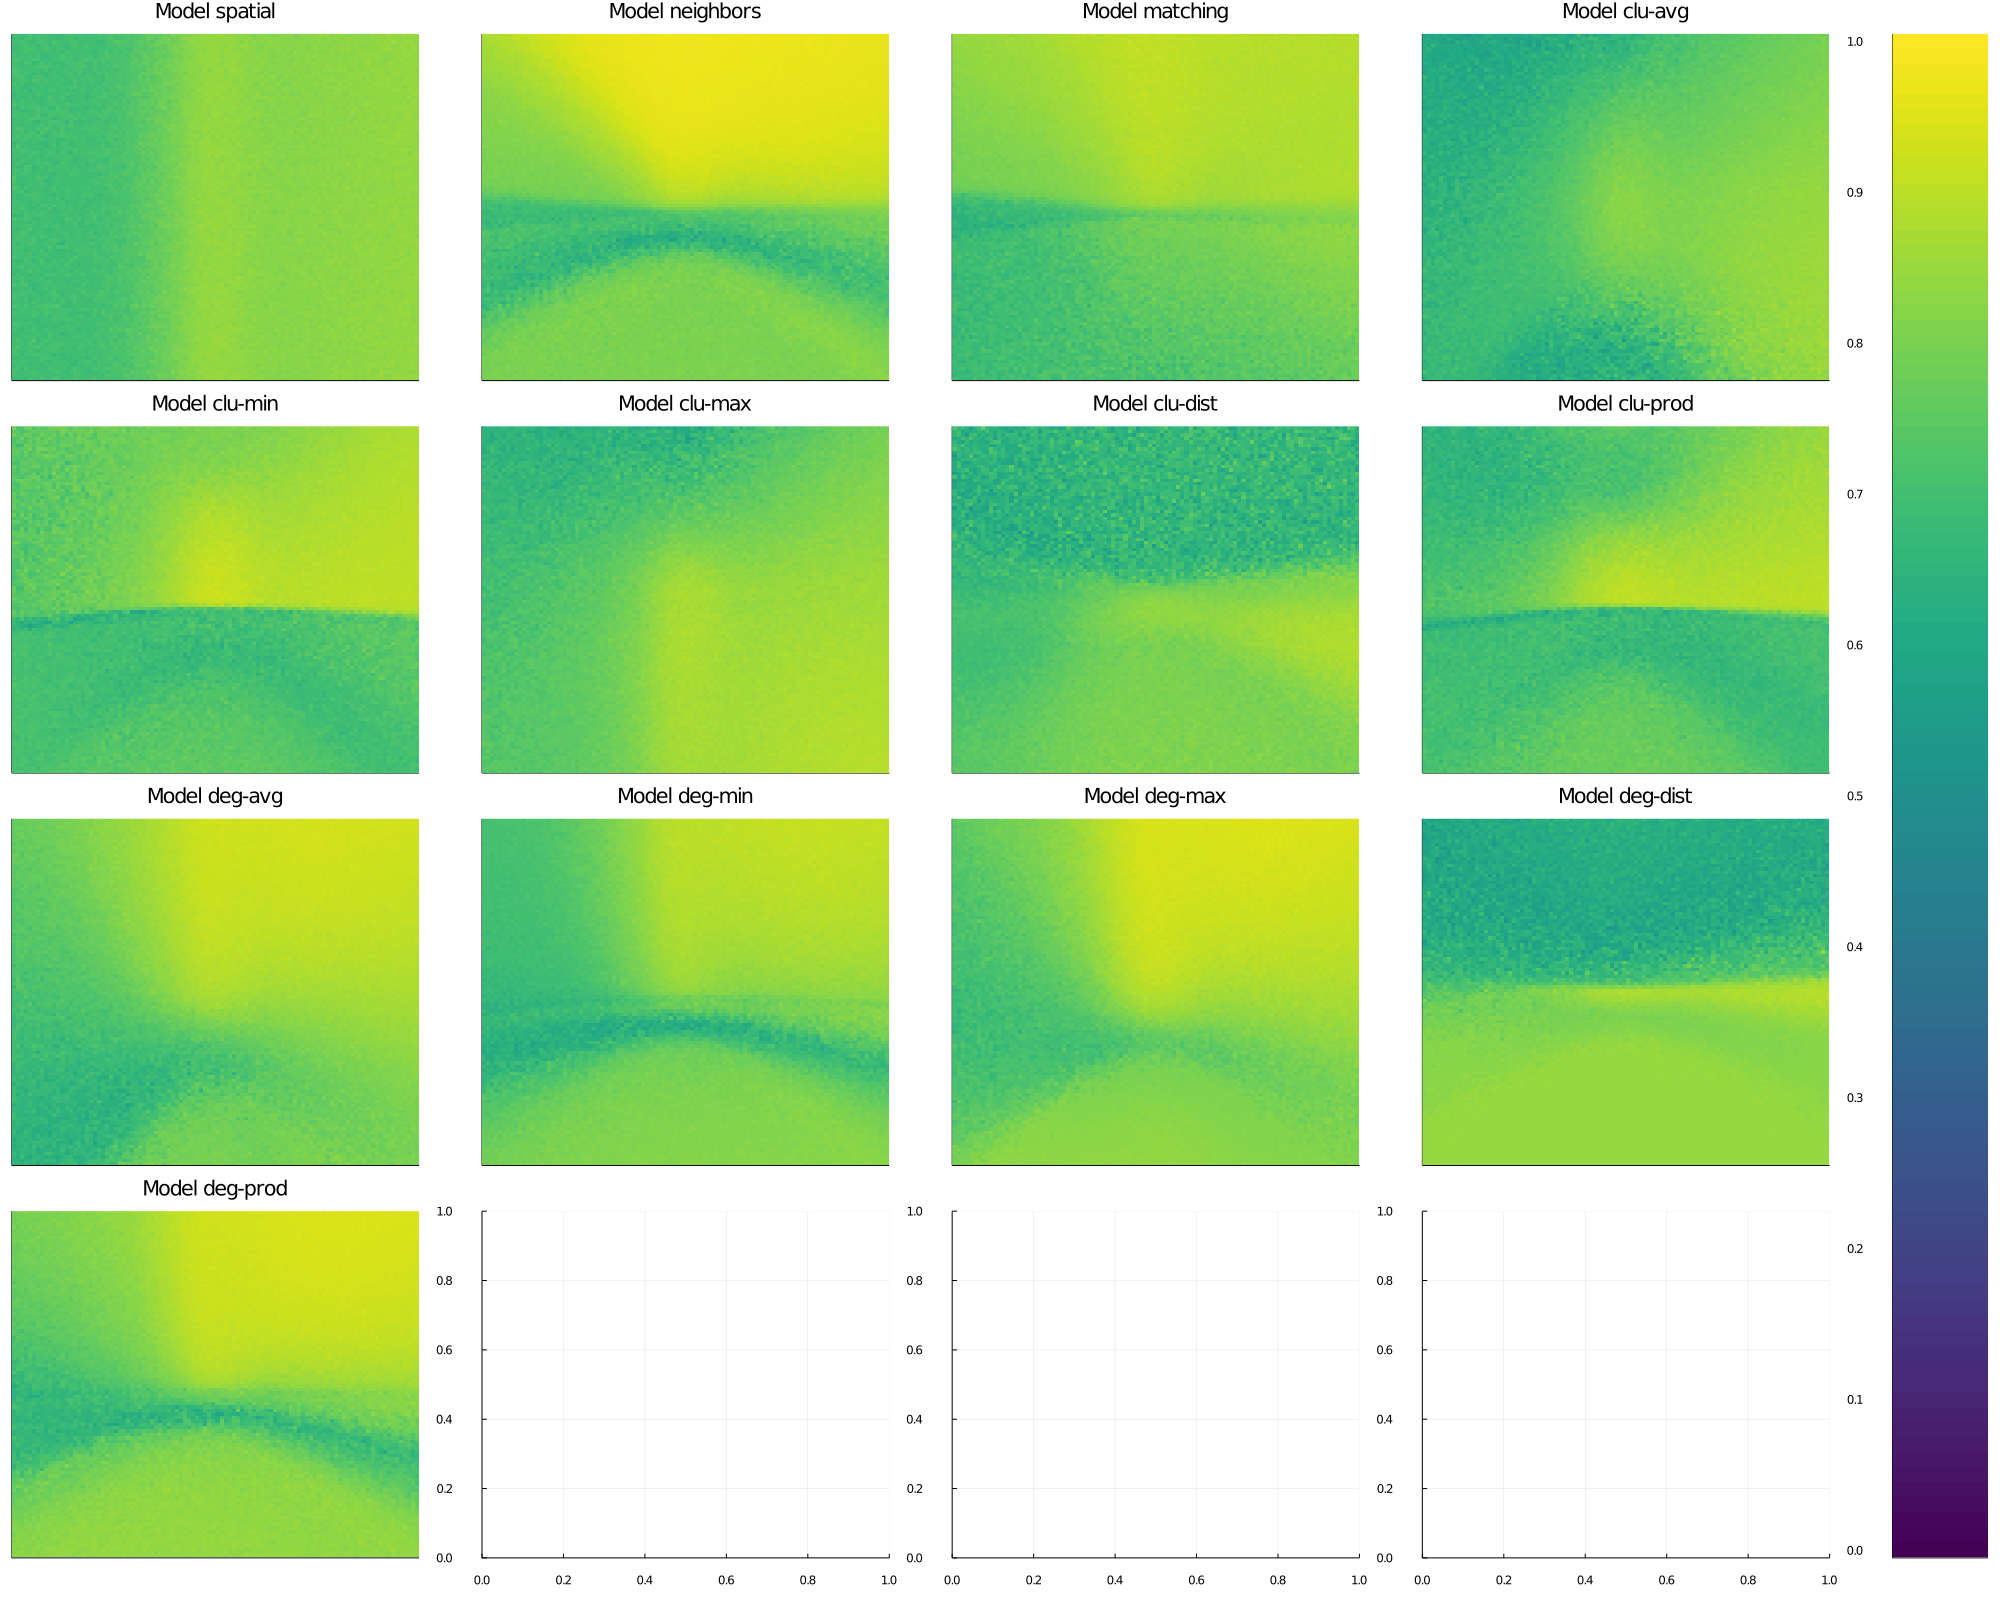 Model spatial
Model neighbors
Model matching
Model clu-avg
1.0
0.9
0.8
Model clu-min
Model clu-max
Model clu-dist
Model clu-prod
0.7
0.6
0.5
Model deg-avg
Model deg-min
Model deg-max
Model deg-dist
0.4
0.3
Model deg-prod
1.0
0.8
0.6
0.4
0.2
0.0
0.0 0.2 0.4 0.6 0.8 1.0
1.0
0.8
0.6
0.4
0.2
0.0
0.0 0.2 0.4 0.6 0.8 1.0
1.0
0.8
0.6
0.4
0.2
0.0
0.0 0.2 0.4 0.6 0.8 1.0
0.2
0.1
0.0